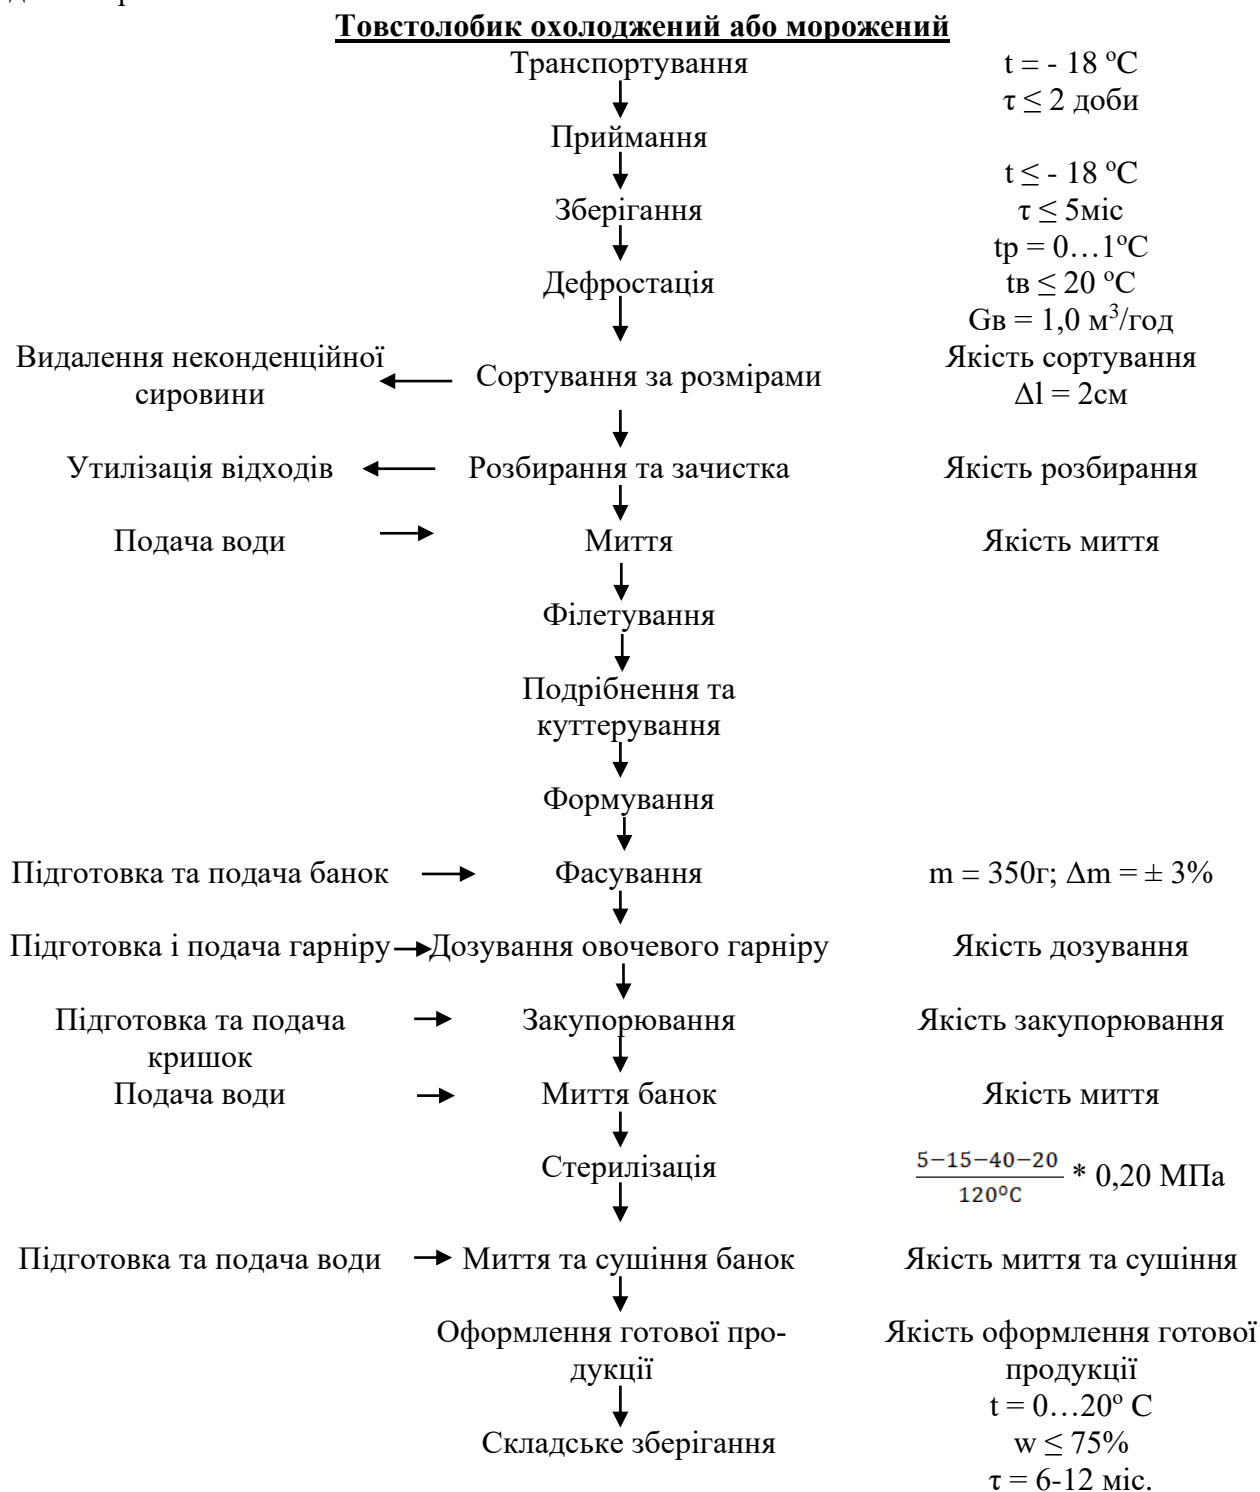 Товстолобик охолоджений або морожений
Транспортування
t = - 18 ºС
τ ≤ 2 доби
Приймання
t ≤ - 18 ºС
Зберігання
τ ≤ 5міс
tр = 0…1ºС
Дефростація
tв ≤ 20 ºС
Gв = 1,0 м³/год
Видалення неконденційної
сировини
Сортування за розмірами
Якість сортування
Δl = 2см
Утилізація відходів
Розбирання та зачистка
Якість розбирання
Подача води
Миття
Якість миття
Філетування
Подрібнення та
куттерування
Формування
Підготовка та подача банок
Фасування
m = 350г; Δm = ± 3%
Підготовка і подача гарніру
Дозування овочевого гарніру
Якість дозування
Підготовка та подача
кришок
Закупорювання
Якість закупорювання
Подача води
Миття банок
Якість миття
Стерилізація
5−15−40−20
120ºС
* 0,20 МПа
Підготовка та подача води
Миття та сушіння банок
Якість миття та сушіння
Оформлення готової про-
дукції
Якість оформлення готової
продукції
t = 0…20º С
Складське зберігання
w ≤ 75%
τ = 6-12 міс.